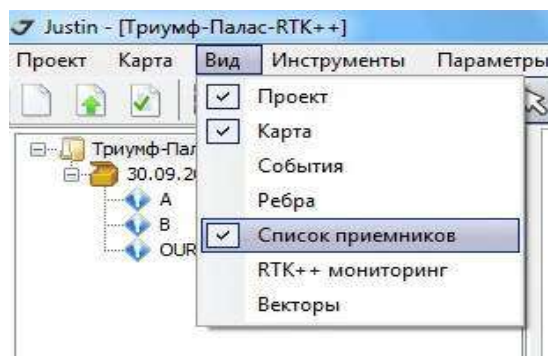 Justin - [Триумф-Палас-RTK++]
Проект Карта Вид Инструменты Параметры
Проект
Карта
События
Ребра
Список приемников
RTK++ мониторинг
Векторы
Триумф-Пал
30.09.2
A
B
OUR